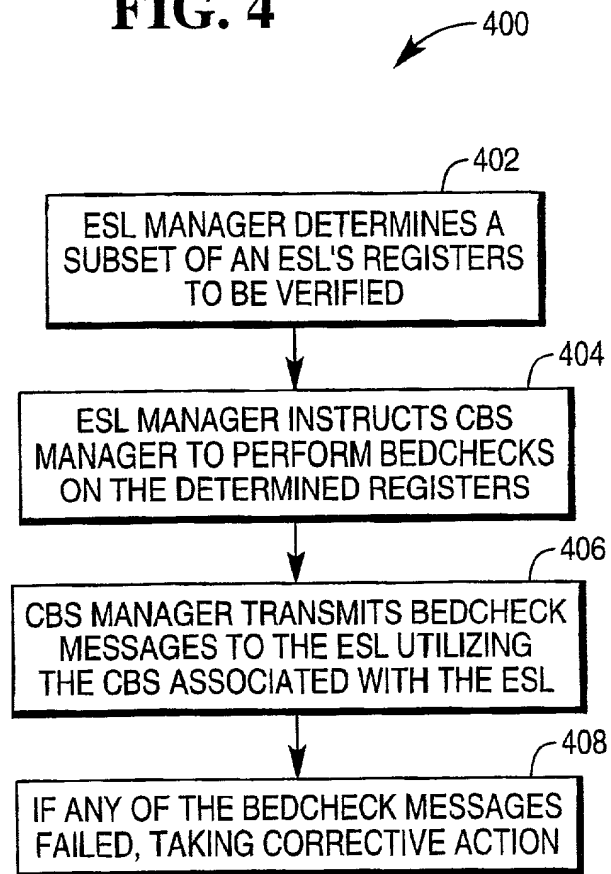 FIG. 4
400
402
ESL MANAGER DETERMINES A
SUBSET OF AN ESL'S REGISTERS
TO BE VERIFIED
404
ESL MANAGER INSTRUCTS CBS
MANAGER TO PERFORM BEDCHECKS
ON THE DETERMINED REGISTERS
406
CBS MANAGER TRANSMITS BEDCHECK
MESSAGES TO THE ESL UTILIZING
THE CBS ASSOCIATED WITH THE ESL
408
IF ANY OF THE BEDCHECK MESSAGES
FAILED, TAKING CORRECTIVE ACTION